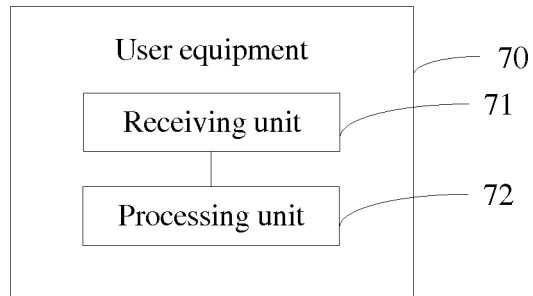 User equipment
70
Receiving unit
71
Processing unit
72